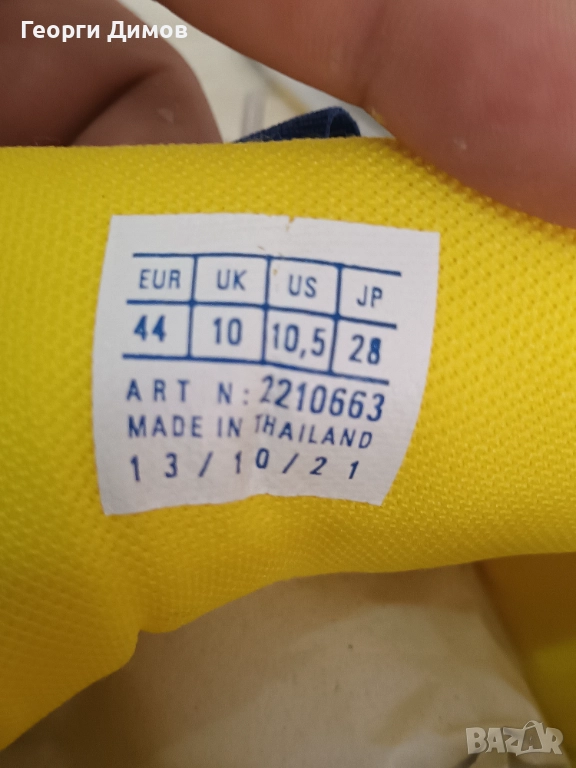 Георги Димов
EUR UK US JP
44 10 10,5 28
ART N: 2210663
MADE IN THAILAND
13/10/21
BAZAR